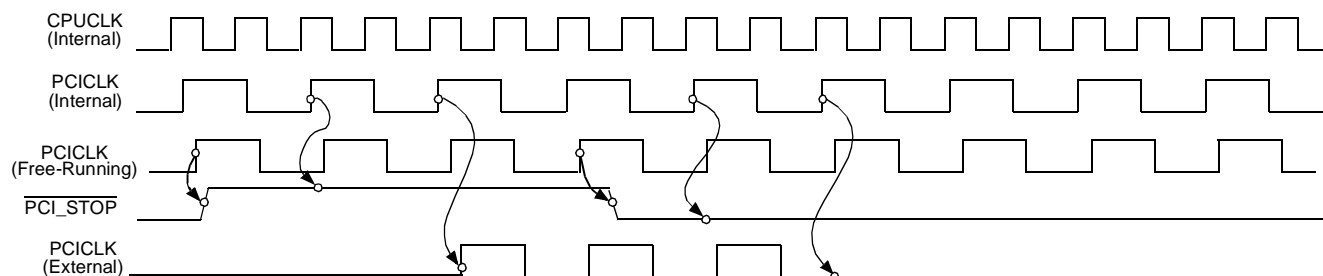 CPUCLK
(Internal)
PCICLK
(Internal)
PCICLK
(Free-Running)
PCI_STOP
PCICLK
(External)